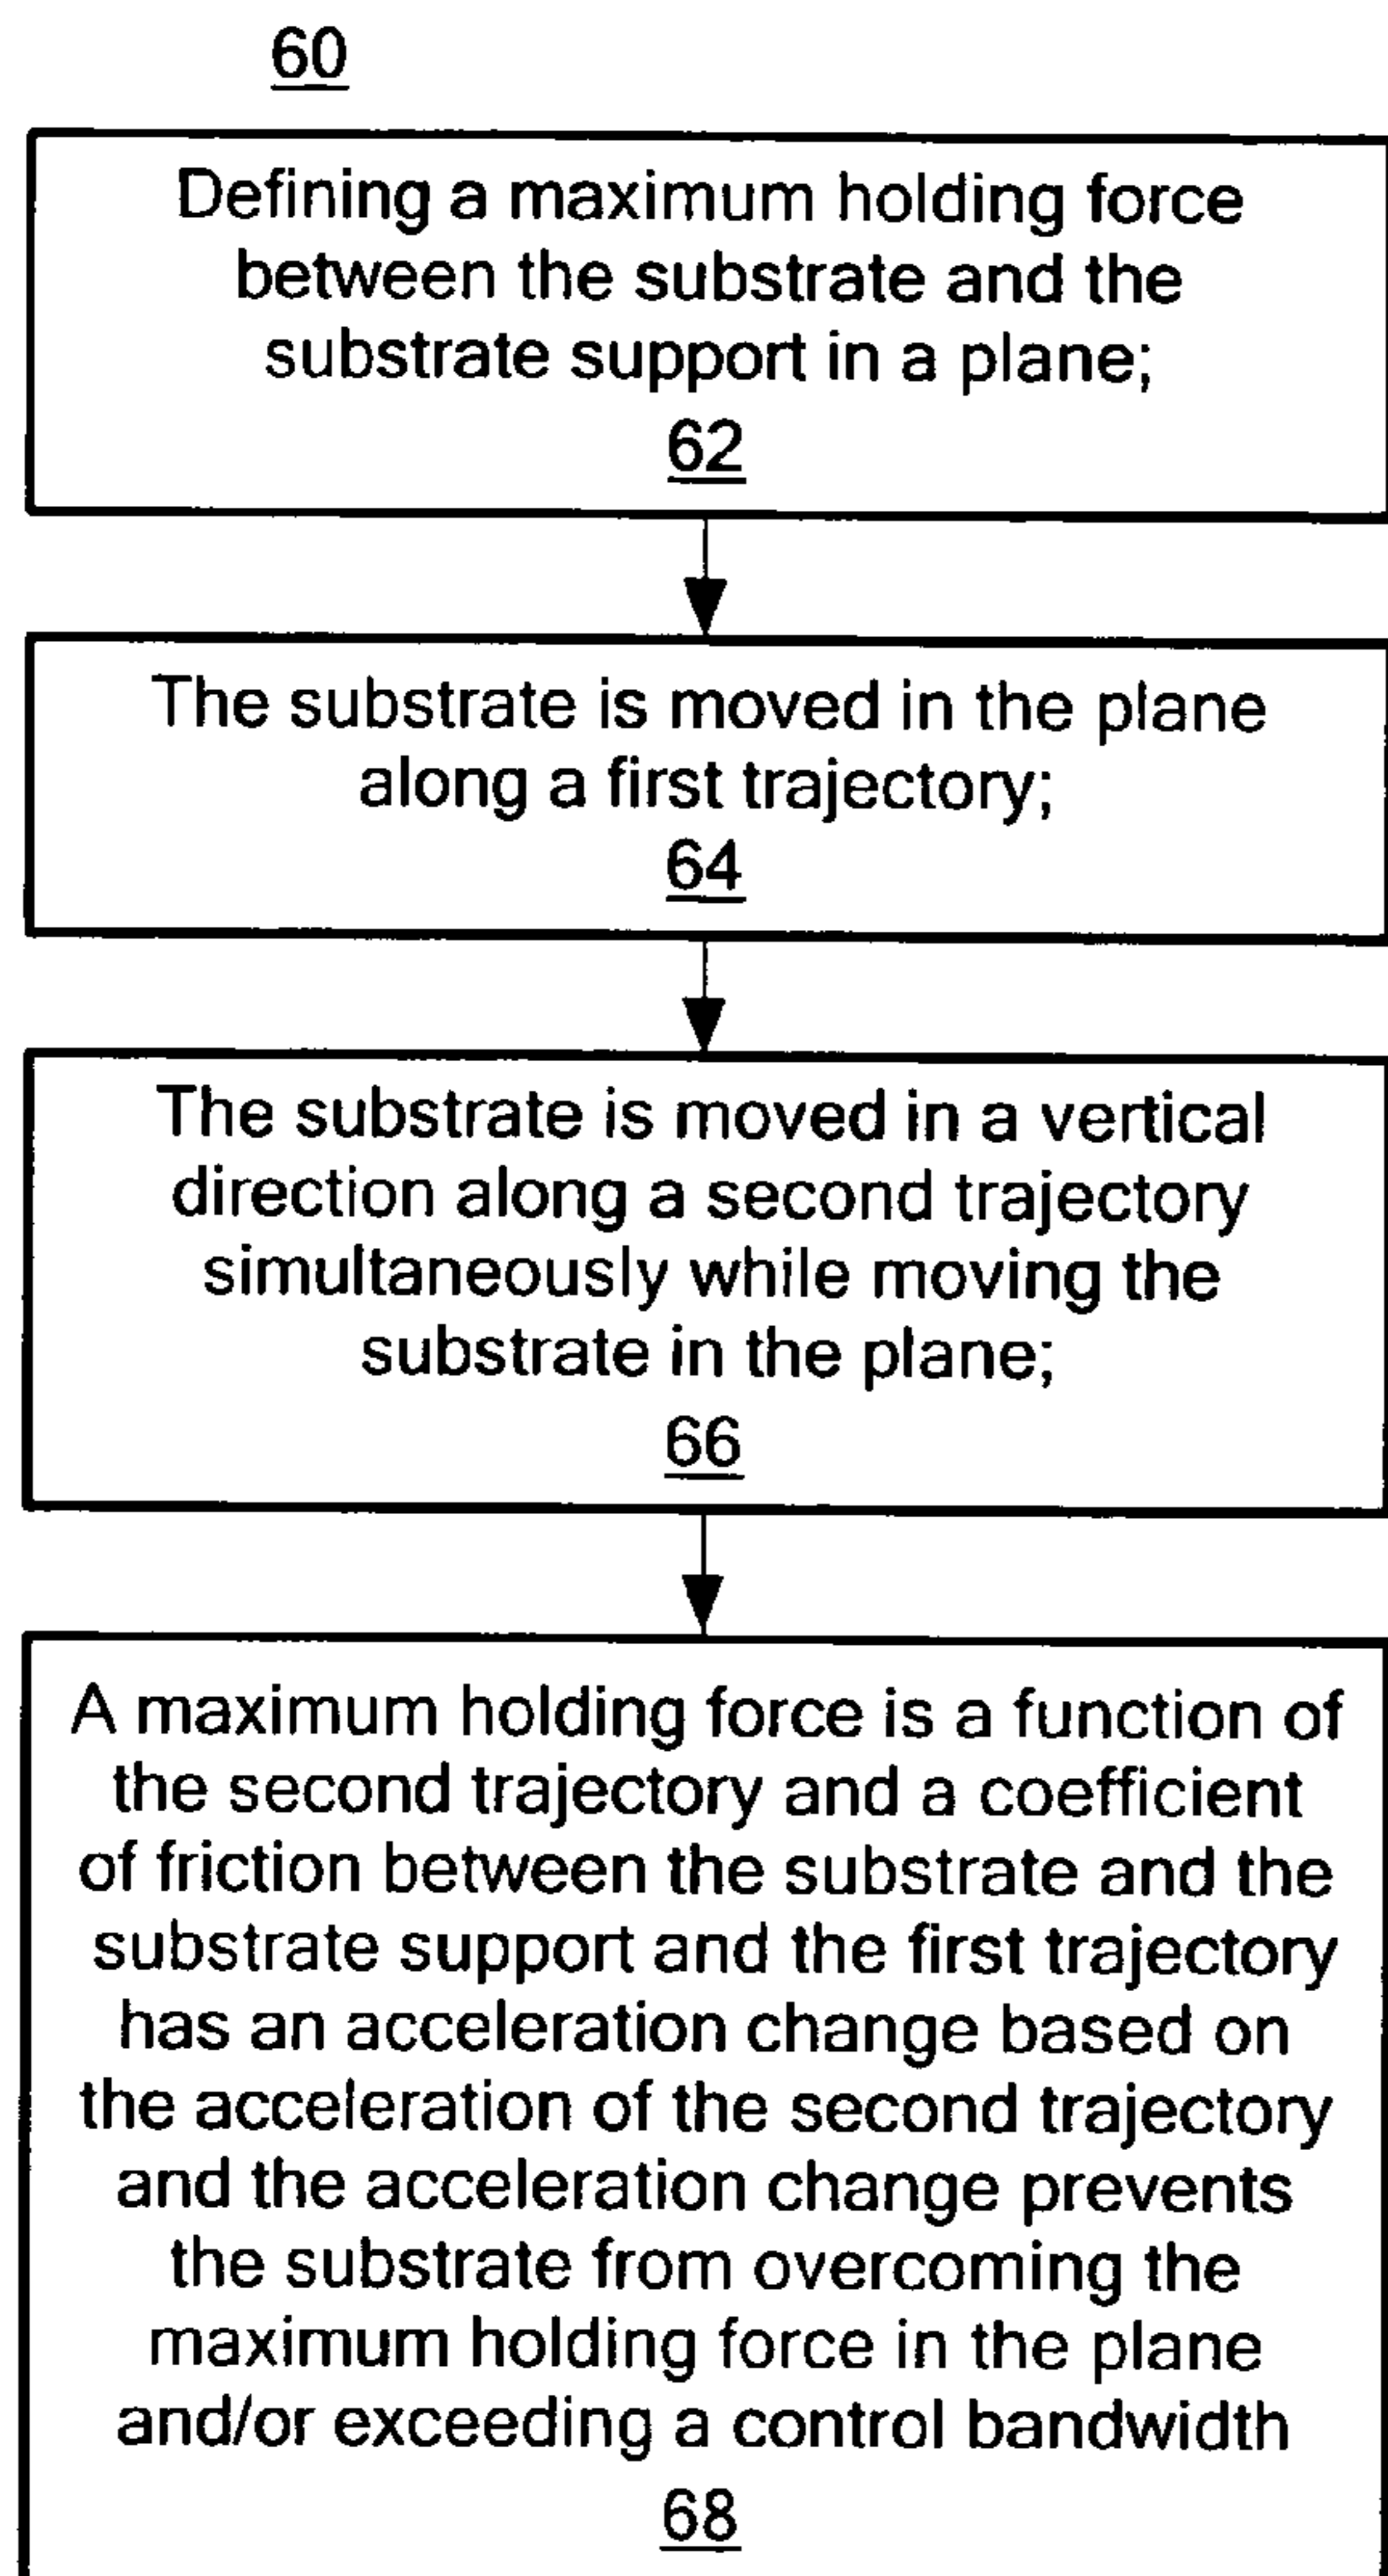 60
Defining a maximum holding force
between the substrate and the
substrate support in a plane;
62
The substrate is moved in the plane
along a first trajectory;
64
The substrate is moved in a vertical
direction along a second trajectory
simultaneously while moving the
substrate in the plane;
66
A maximum holding force is a function of
the second trajectory and a coefficient
of friction between the substrate and the
substrate support and the first trajectory
has an acceleration change based on
the acceleration of the second trajectory
and the acceleration change prevents
the substrate from overcoming the
maximum holding force in the plane
and/or exceeding a control bandwidth
68